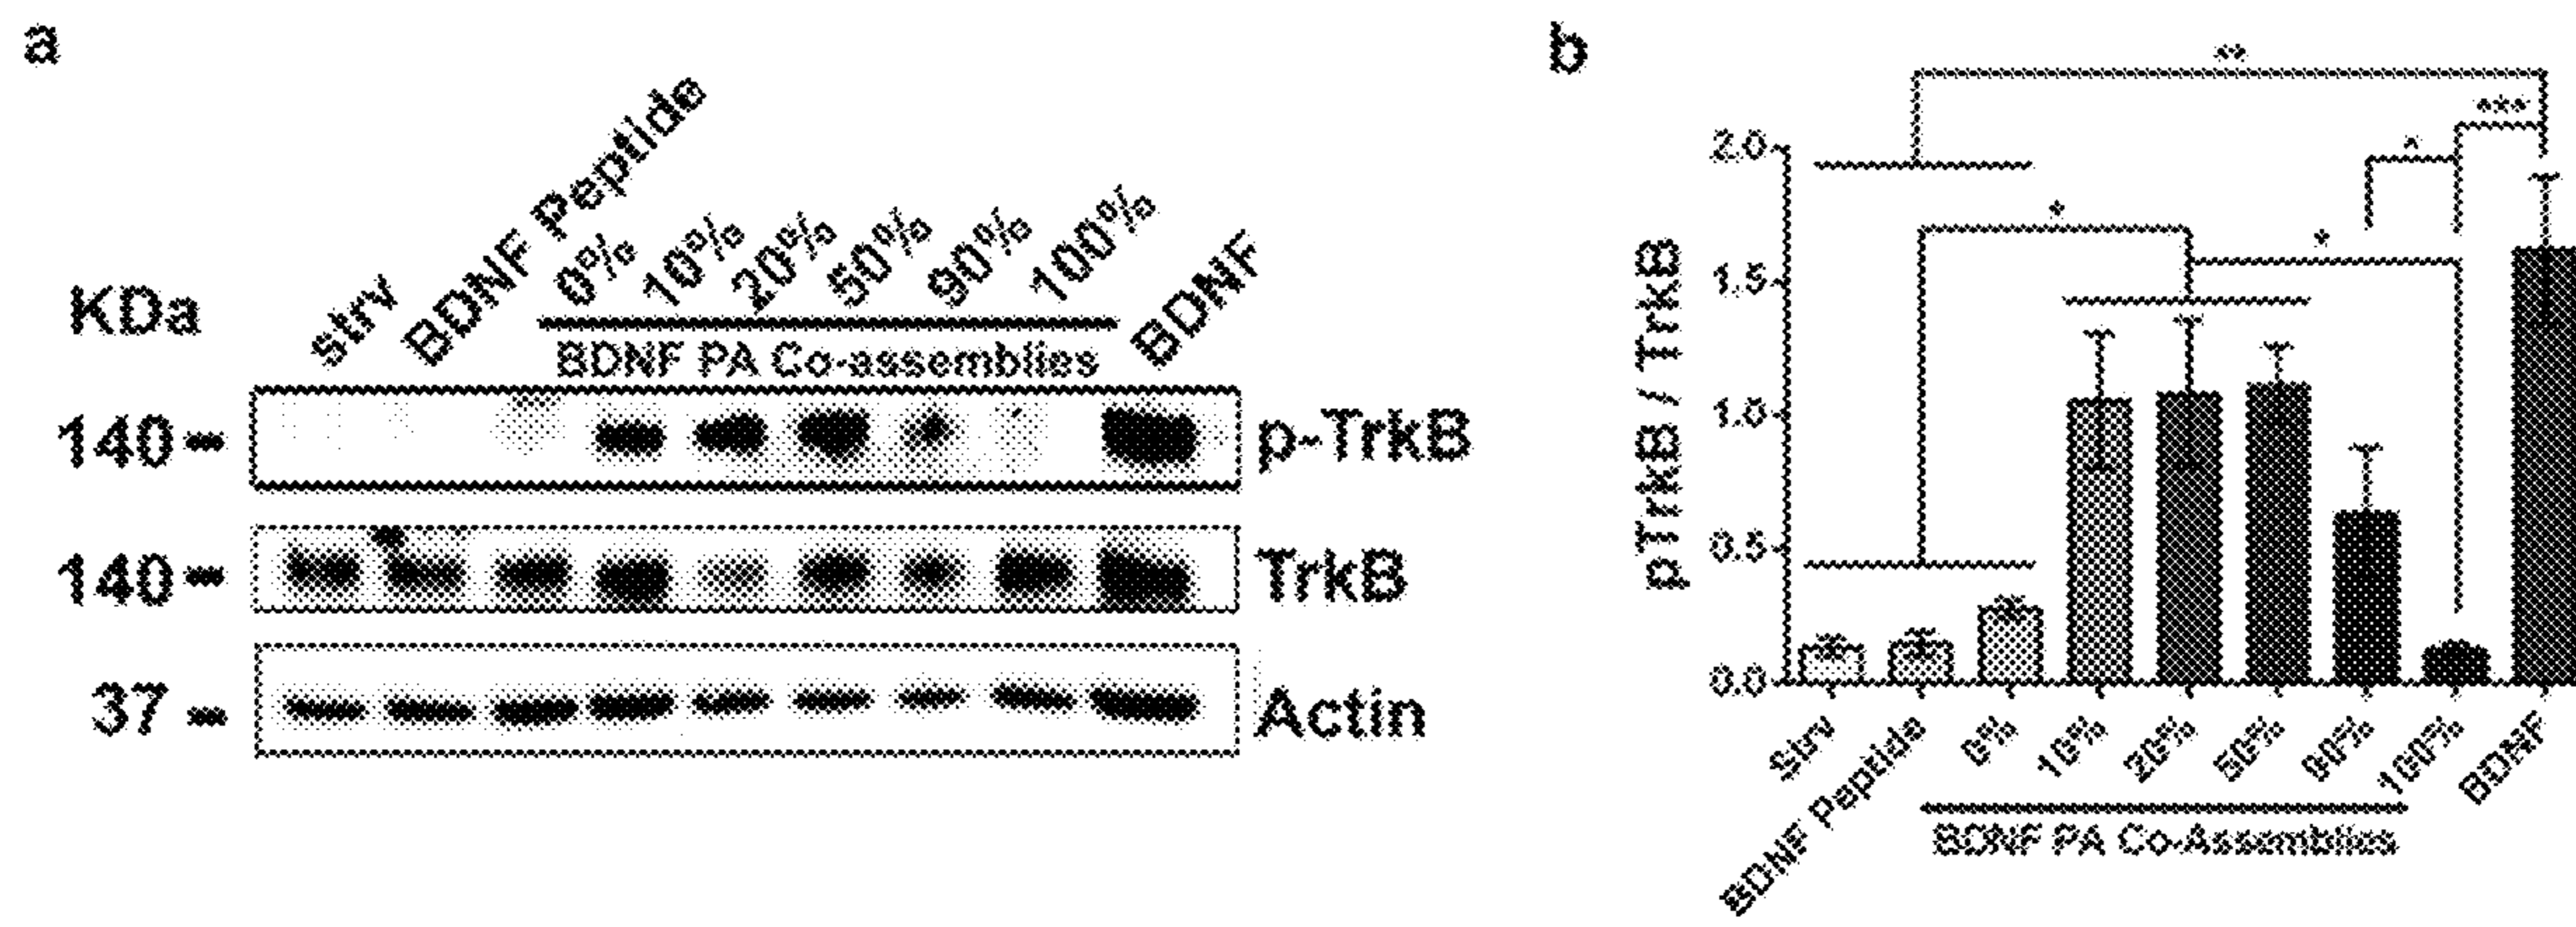 a
KDa
strv
BDNF Peptide
0%
10%
20%
50%
90%
100%
BDNF
BDNF PA Co-assemblies
140
p-TrkB
140
TrkB
37
Actin
b
**
***
*
*
*
2.0
1.5
1.0
0.5
0.0
pTrkB / TrkB
Strv
BDNF Peptide
0%
10%
20%
50%
90%
100%
BDNF
BDNF PA Co-Assemblies